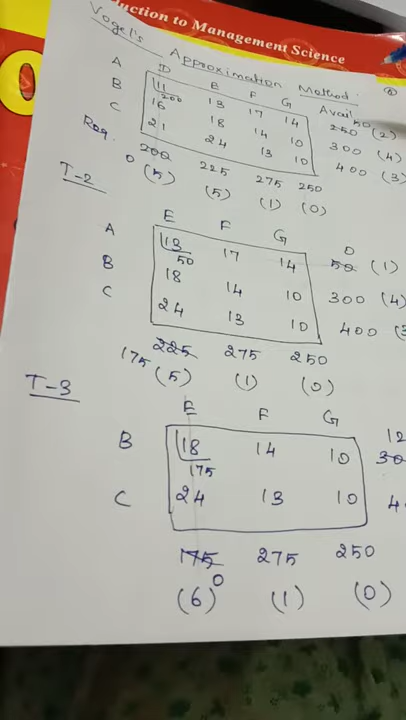 duction to Management Science
Vogel's Approximation Method:
D E F G Avail
A 11 200 13 17 14 250 50 (2)
B 16 18 14 10 300 (4)
C 21 24 13 10 400 (3)
Req. 200 0 225 275 250
(5) (5) (1) (0)
T-2
E F G
A 13 50 17 14 50 0 (1)
B 18 14 10 300 (4)
C 24 13 10 400 (3
225 175 275 250
(5) (1) (0)
T-3
E F G
B 18 175 14 10 12
C 24 13 10 4
175 0 275 250
(6) (1) (0)